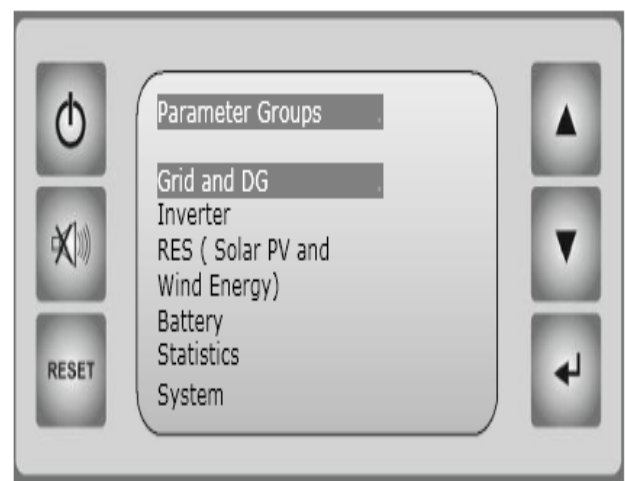 Parameter Groups
Grid and DG
Inverter
RES ( Solar PV and
Wind Energy)
Battery
Statistics
System
RESET